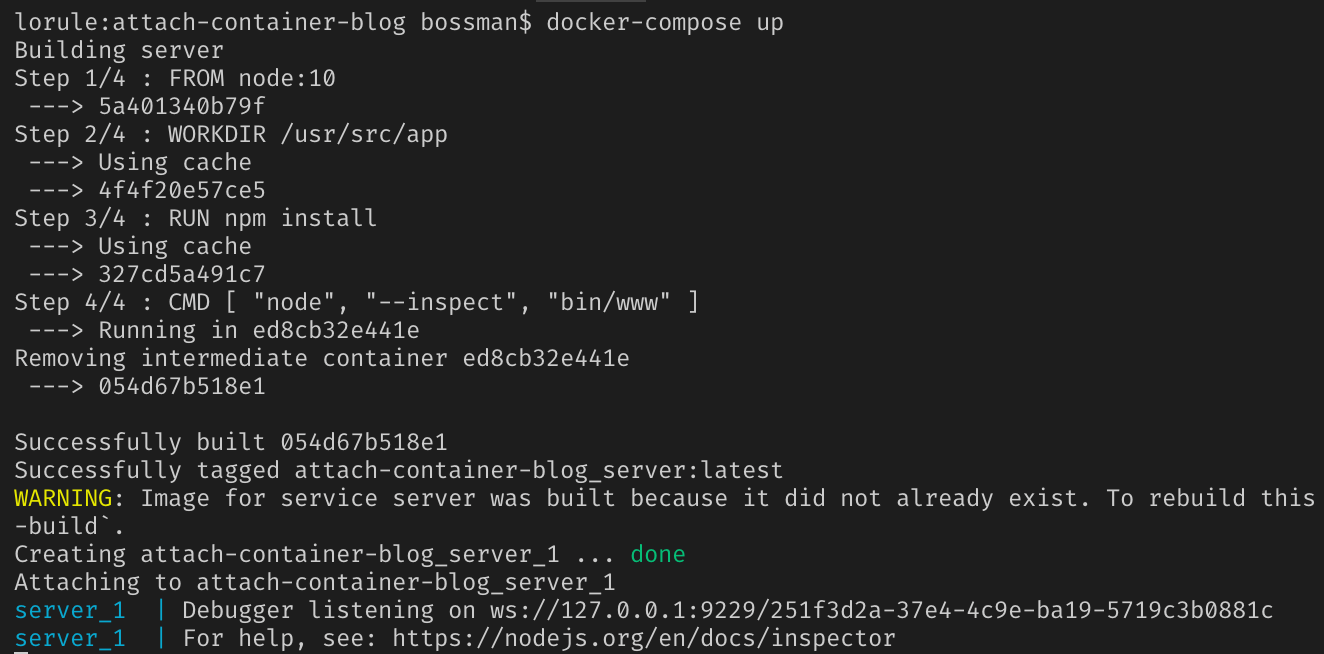 lorule:attach-container-blog bossman$ docker-compose up
Building server
Step 1/4 : FROM node:10
 ---> 5a401340b79f
Step 2/4 : WORKDIR /usr/src/app
 ---> Using cache
 ---> 4f4f20e57ce5
Step 3/4 : RUN npm install
 ---> Using cache
 ---> 327cd5a491c7
Step 4/4 : CMD [ "node", "--inspect", "bin/www" ]
 ---> Running in ed8cb32e441e
Removing intermediate container ed8cb32e441e
 ---> 054d67b518e1

Successfully built 054d67b518e1
Successfully tagged attach-container-blog_server:latest
WARNING: Image for service server was built because it did not already exist. To rebuild this
-build`.
Creating attach-container-blog_server_1 ... done
Attaching to attach-container-blog_server_1
server_1  | Debugger listening on ws://127.0.0.1:9229/251f3d2a-37e4-4c9e-ba19-5719c3b0881c
server_1  | For help, see: https://nodejs.org/en/docs/inspector